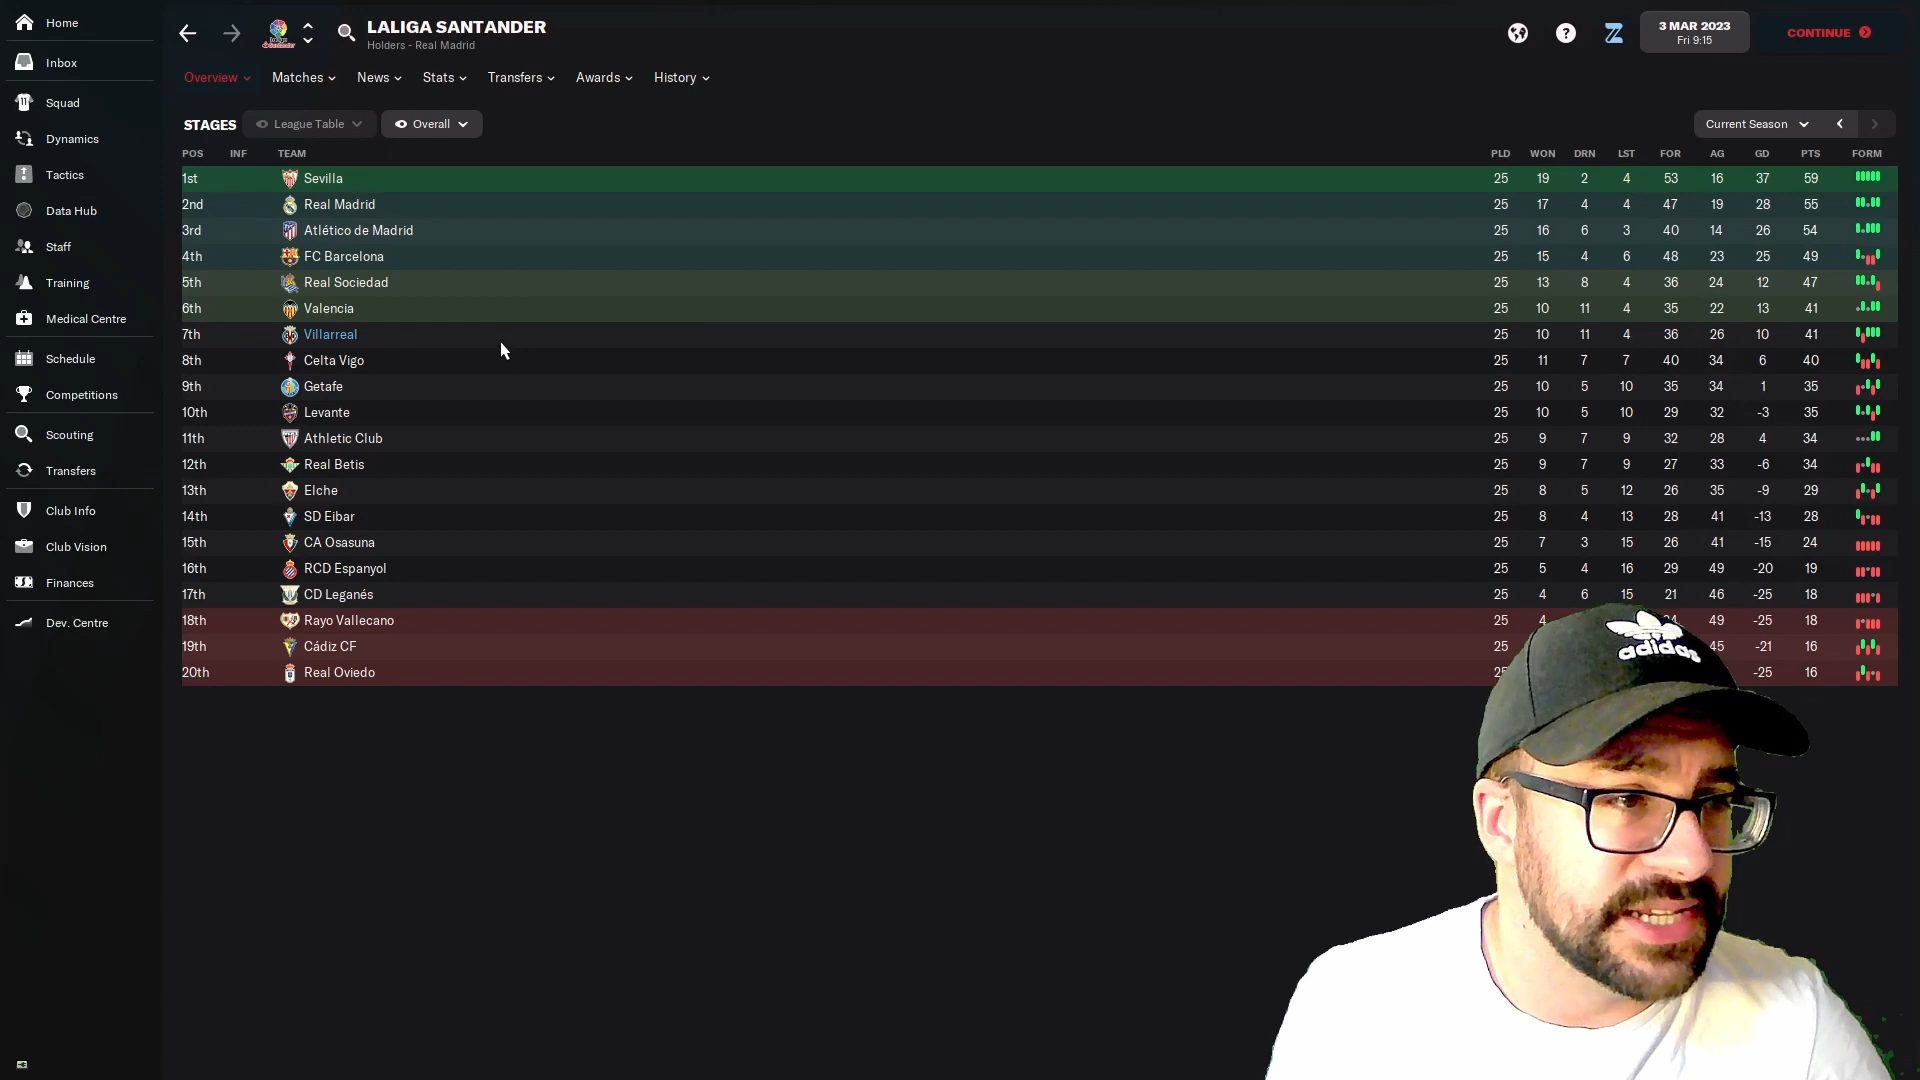 Home
LALIGA SANTANDER
Holders - Real Madrid
3 MAR 2023
Fri 9:15
CONTINUE
Inbox
Overview Matches News Stats Transfers Awards History
Squad
STAGES League Table Overall Current Season
Dynamics
Tactics
Data Hub
Staff
Training
Medical Centre
Schedule
Competitions
Scouting
Transfers
Club Info
Club Vision
Finances
Dev. Centre
POS INF TEAM PLD WON DRN LST FOR AG GD PTS FORM
1st Sevilla 25 19 2 4 53 16 37 59
2nd Real Madrid 25 17 4 4 47 19 28 55
3rd Atlético de Madrid 25 16 6 3 40 14 26 54
4th FC Barcelona 25 15 4 6 48 23 25 49
5th Real Sociedad 25 13 8 4 36 24 12 47
6th Valencia 25 10 11 4 35 22 13 41
7th Villarreal 25 10 11 4 36 26 10 41
8th Celta Vigo 25 11 7 7 40 34 6 40
9th Getafe 25 10 5 10 35 34 1 35
10th Levante 25 10 5 10 29 32 -3 35
11th Athletic Club 25 9 7 9 32 28 4 34
12th Real Betis 25 9 7 9 27 33 -6 34
13th Elche 25 8 5 12 26 35 -9 29
14th SD Eibar 25 8 4 13 28 41 -13 28
15th CA Osasuna 25 7 3 15 26 41 -15 24
16th RCD Espanyol 25 5 4 16 29 49 -20 19
17th CD Leganés 25 4 6 15 21 46 -25 18
18th Rayo Vallecano 25 4 49 -25 18
19th Cádiz CF 25 45 -21 16
20th Real Oviedo -25 16
adidas